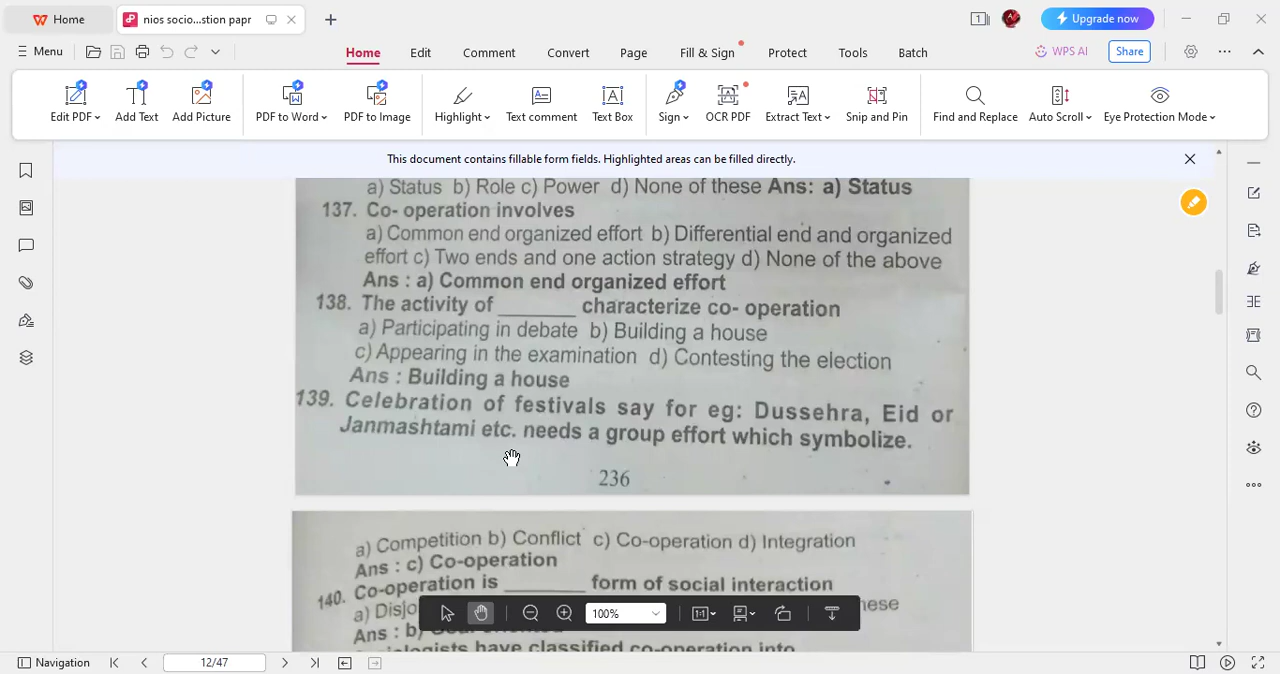 Home
nios socio...stion papr
1
Upgrade now
Menu
Home Edit Comment Convert Page Fill & Sign Protect Tools Batch
WPS AI
Share
Edit PDF Add Text Add Picture PDF to Word PDF to Image Highlight Text comment Text Box Sign OCR PDF Extract Text Snip and Pin Find and Replace Auto Scroll Eye Protection Mode
This document contains fillable form fields. Highlighted areas can be filled directly.
a) Status b) Role c) Power d) None of these Ans: a) Status
137. Co- operation involves
a) Common end organized effort b) Differential end and organized
effort c) Two ends and one action strategy d) None of the above
Ans : a) Common end organized effort
138. The activity of ________ characterize co- operation
a) Participating in debate b) Building a house
c) Appearing in the examination d) Contesting the election
Ans : Building a house
139. Celebration of festivals say for eg: Dussehra, Eid or
Janmashtami etc. needs a group effort which symbolize.
236
a) Competition b) Conflict c) Co-operation d) Integration
Ans : c) Co-operation
140. Co-operation is ________ form of social interaction
a)
Ans : b)
have classified co-operation into
100%
Navigation
12/47